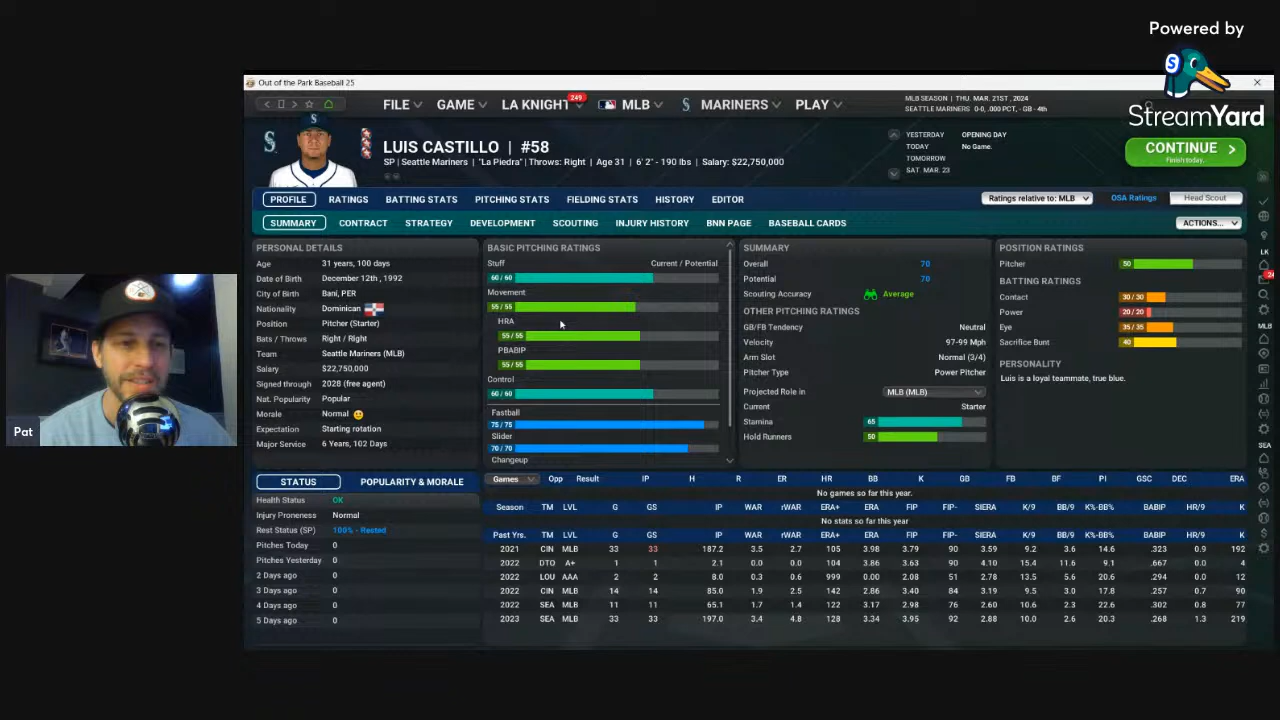 Powered by
S
StreamYard
Out of the Park Baseball 25
FILE GAME LA KNIGHT 249 MLB MARINERS PLAY
MLB SEASON | THU. MAR. 21ST, 2024
SEATTLE MARINERS 0-0, .000 PCT, - GB - 4th
LUIS CASTILLO | #58
SP | Seattle Mariners | "La Piedra" | Throws: Right | Age 31 | 6' 2" - 190 lbs | Salary: $22,750,000
YESTERDAY OPENING DAY
TODAY No Game.
TOMORROW
SAT. MAR. 23
CONTINUE
Finish today..
PROFILE RATINGS BATTING STATS PITCHING STATS FIELDING STATS HISTORY EDITOR
Ratings relative to: MLB OSA Ratings Head Scout
SUMMARY CONTRACT STRATEGY DEVELOPMENT SCOUTING INJURY HISTORY BNN PAGE BASEBALL CARDS
ACTIONS...
PERSONAL DETAILS
Age 31 years, 100 days
Date of Birth December 12th , 1992
City of Birth Bani, PER
Nationality Dominican
Position Pitcher (Starter)
Bats / Throws Right / Right
Team Seattle Mariners (MLB)
Salary $22,750,000
Signed through 2028 (free agent)
Nat. Popularity Popular
Morale Normal
Expectation Starting rotation
Major Service 6 Years, 102 Days
BASIC PITCHING RATINGS
Stuff Current / Potential
60 / 60
Movement
55 / 55
HRA
55 / 55
PBABIP
55 / 55
Control
60 / 60
Fastball
75 / 75
Slider
70 / 70
Changeup
SUMMARY
Overall 70
Potential 70
Scouting Accuracy Average
OTHER PITCHING RATINGS
GB/FB Tendency Neutral
Velocity 97-99 Mph
Arm Slot Normal (3/4)
Pitcher Type Power Pitcher
Projected Role in MLB (MLB)
Current Starter
Stamina 65
Hold Runners 50
POSITION RATINGS
Pitcher 50
BATTING RATINGS
Contact 30 / 30
Power 20 / 20
Eye 35 / 35
Sacrifice Bunt 40
PERSONALITY
Luis is a loyal teammate, true blue.
LK
MLB
SEA
STATUS POPULARITY & MORALE
Health Status OK
Injury Proneness Normal
Rest Status (SP) 100% - Rested
Pitches Today 0
Pitches Yesterday 0
2 Days ago 0
3 Days ago 0
4 Days ago 0
5 Days ago 0
Games Opp Result IP H R ER HR BB K GB FB BF PI GSC DEC ERA
No games so far this year.
Season TM LVL G GS IP WAR rWAR ERA+ ERA FIP FIP- SIERA K/9 BB/9 K%-BB% BABIP HR/9 K
No stats so far this year
Past Yrs. TM LVL G GS IP WAR rWAR ERA+ ERA FIP FIP- SIERA K/9 BB/9 K%-BB% BABIP HR/9 K
2021 CIN MLB 33 33 187.2 3.5 2.7 105 3.98 3.79 90 3.59 9.2 3.6 14.6 .323 0.9 192
2022 DTO A+ 1 1 2.1 0.0 0.0 104 3.86 3.63 90 4.10 15.4 11.6 9.1 .667 0.0 4
2022 LOU AAA 2 2 8.0 0.3 0.6 999 0.00 2.08 51 2.78 13.5 5.6 20.6 .294 0.0 12
2022 CIN MLB 14 14 85.0 1.9 2.5 142 2.86 3.40 84 3.19 9.5 3.0 17.8 .257 0.7 90
2022 SEA MLB 11 11 65.1 1.7 1.4 122 3.17 2.98 76 2.60 10.6 2.3 22.6 .302 0.8 77
2023 SEA MLB 33 33 197.0 3.4 4.8 128 3.34 3.95 92 2.88 10.0 2.6 20.3 .268 1.3 219
Pat